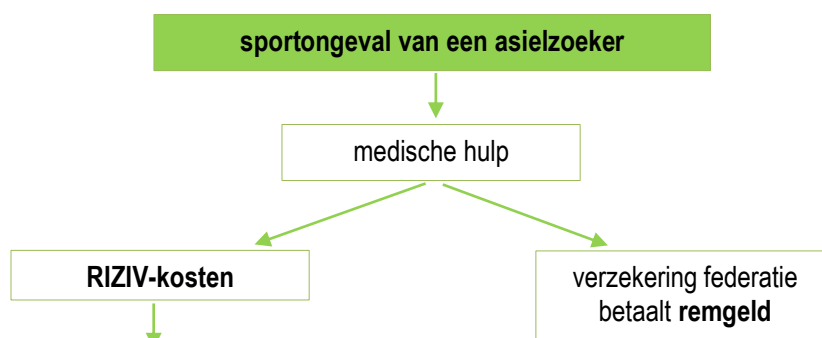 sportongeval van een asielzoeker
medische hulp
RIZIV-kosten
verzekering federatie
betaalt remgeld